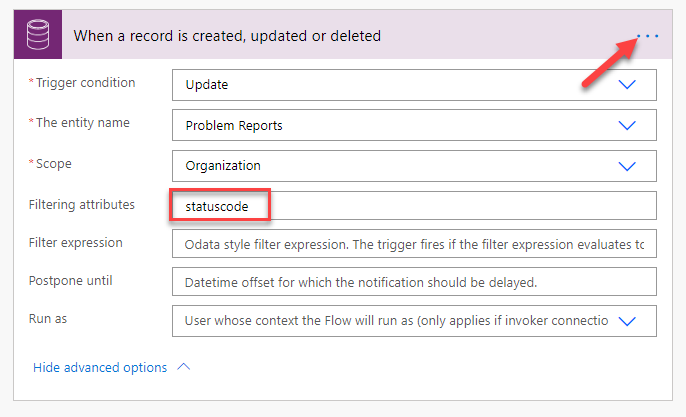 When a record is created, updated or deleted
* Trigger condition
Update
* The entity name
Problem Reports
* Scope
Organization
Filtering attributes
statuscode
Filter expression
Odata style filter expression. The trigger fires if the filter expression evaluates to
Postpone until
Datetime offset for which the notification should be delayed.
Run as
User whose context the Flow will run as (only applies if invoker connectio
Hide advanced options